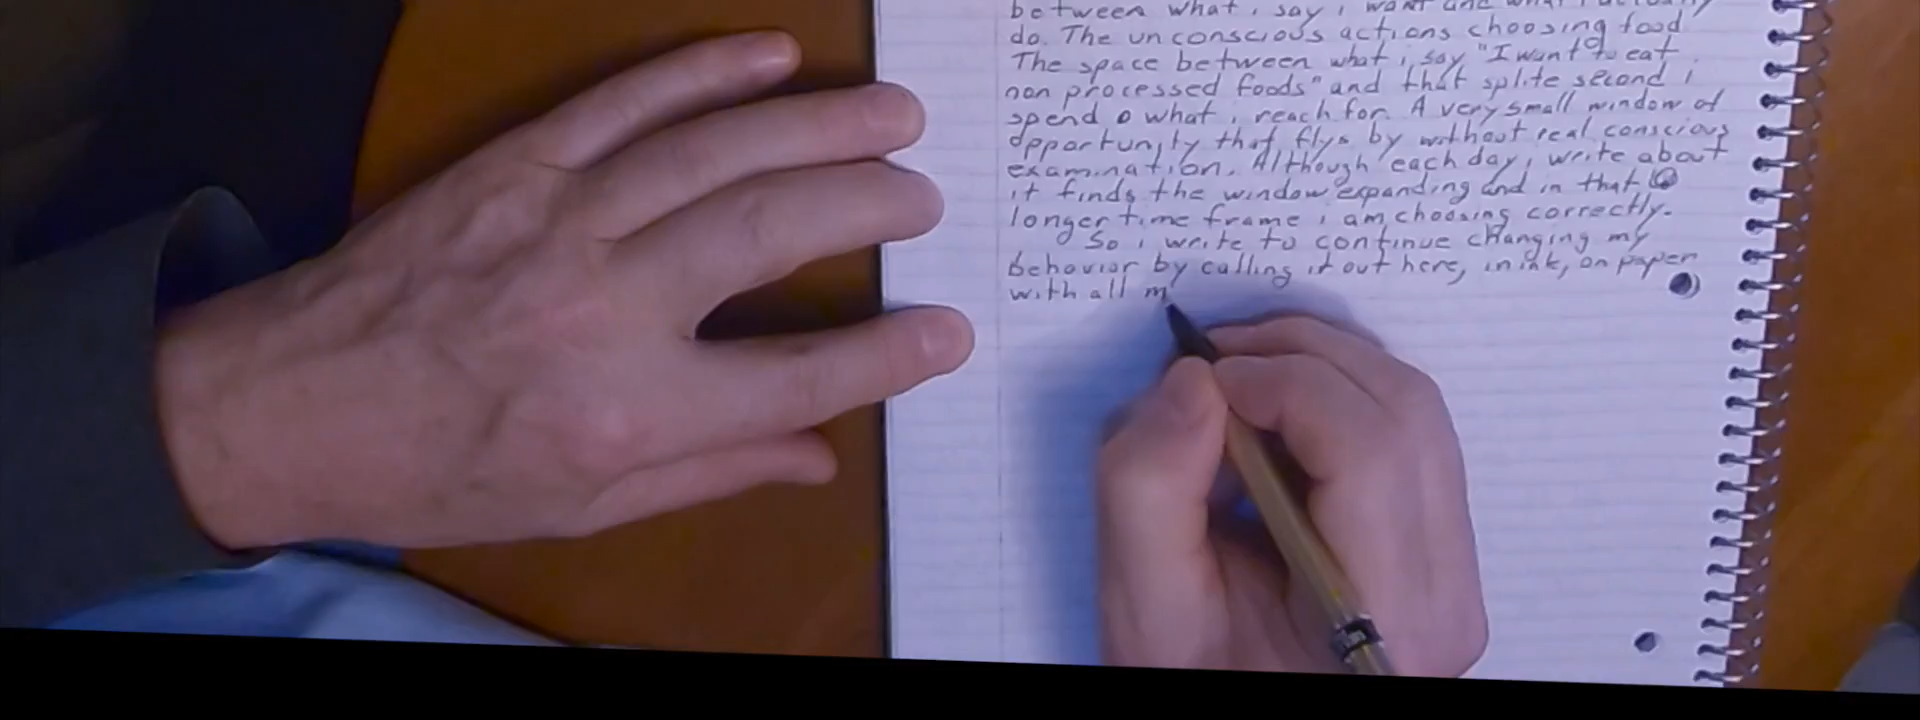 between what i say i want and what i actually
do. The unconscious actions choosing food
The space between what i say "I want to eat
non processed foods" and that splite second i
spend o what i reach for. A very small window of
opportunity that flys by without real conscious
examination. Although each day i write about
it finds the window expanding and in that
longer time frame i am choosing correctly.
So i write to continue changing my
behavior by calling it out here, in ink, on paper
with all m